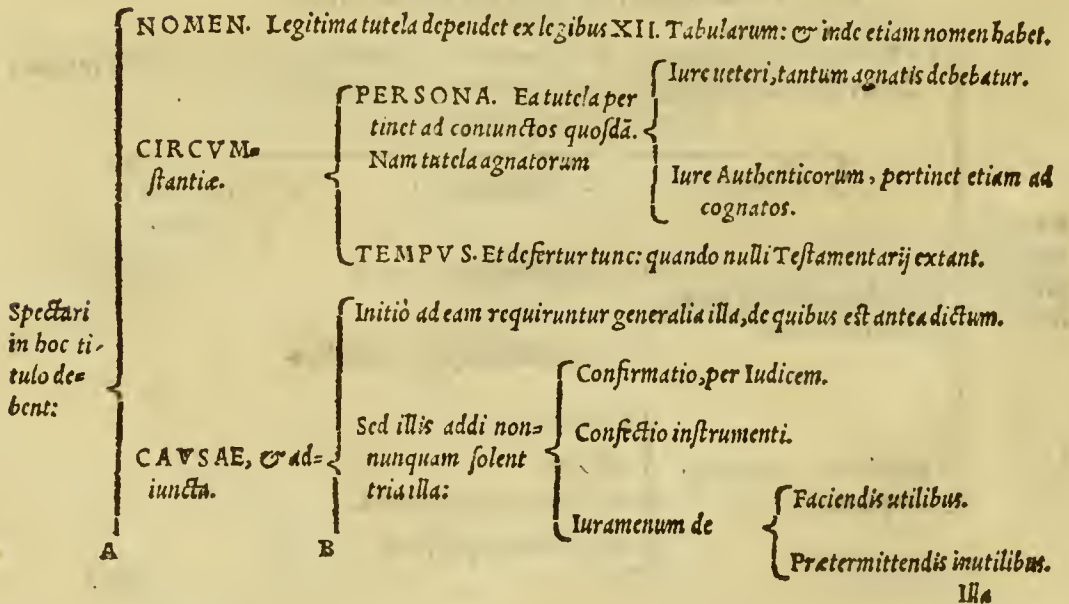 Spectari
in hoc ti-
tulo de=
bent:
NOMEN. Legitima tutela dependet ex legibus XII. Tabularum: & inde etiam nomen habet.
CIRCVM=
stantiæ.
PERSONA. Ea tutela per
tinet ad coniunctos quosdã.
Nam tutela agnatorum
Iure ueteri, tantum agnatis debebatur.
Iure Authenticorum, pertinet etiam ad
cognatos.
TEMPVS. Et defertur tunc: quando nulli Testamentarij extant.
CAVSAE, & ad=
iuncta.
Initiò ad eam requiruntur generalia illa, de quibus est antea dictum.
Sed illis addi non=
nunquam solent
tria illa:
Confirmatio, per Iudicem.
Confectio instrumenti.
Iuramenum de
Faciendis utilibus.
Prætermittendis inutilibus.
A
B
Illa